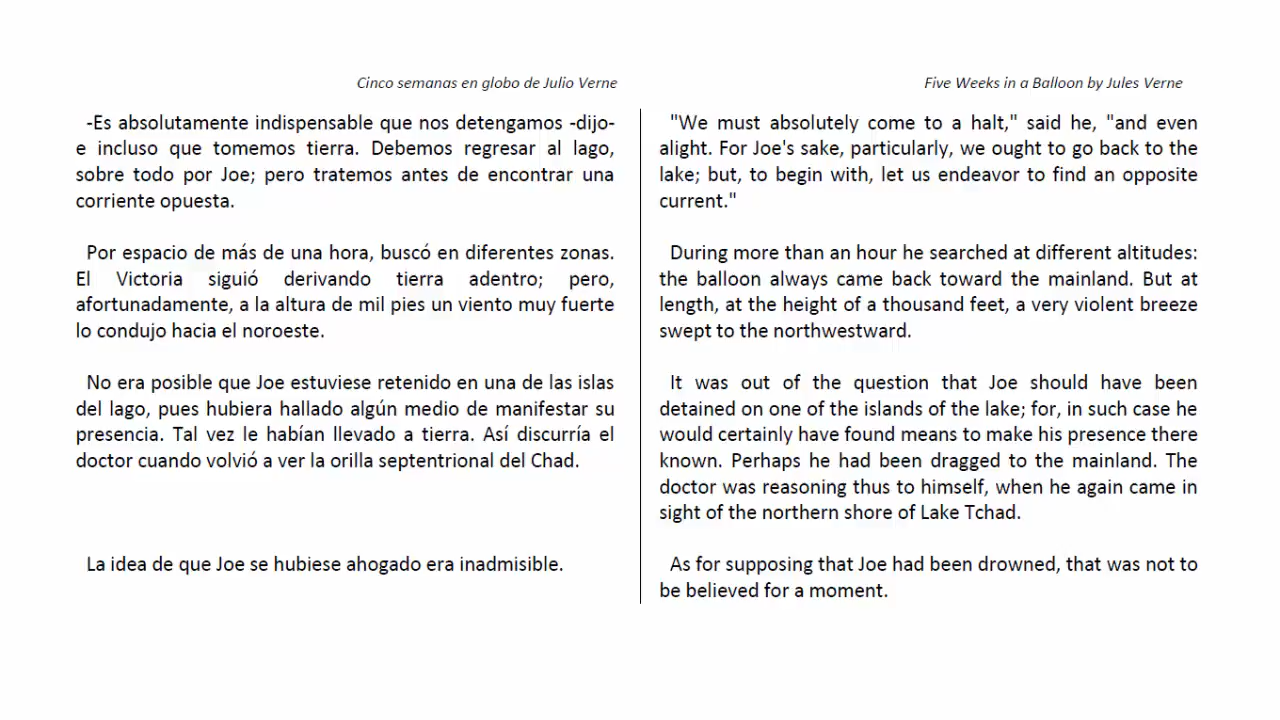 Cinco semanas en globo de Julio Verne
-Es absolutamente indispensable que nos detengamos -dijo-
e incluso que tomemos tierra. Debemos regresar al lago,
sobre todo por Joe; pero tratemos antes de encontrar una
corriente opuesta.
Por espacio de más de una hora, buscó en diferentes zonas.
El Victoria siguió derivando tierra adentro; pero,
afortunadamente, a la altura de mil pies un viento muy fuerte
lo condujo hacia el noroeste.
No era posible que Joe estuviese retenido en una de las islas
del lago, pues hubiera hallado algún medio de manifestar su
presencia. Tal vez le habían llevado a tierra. Así discurría el
doctor cuando volvió a ver la orilla septentrional del Chad.
La idea de que Joe se hubiese ahogado era inadmisible.
Five Weeks in a Balloon by Jules Verne
"We must absolutely come to a halt," said he, "and even
alight. For Joe's sake, particularly, we ought to go back to the
lake; but, to begin with, let us endeavor to find an opposite
current."
During more than an hour he searched at different altitudes:
the balloon always came back toward the mainland. But at
length, at the height of a thousand feet, a very violent breeze
swept to the northwestward.
It was out of the question that Joe should have been
detained on one of the islands of the lake; for, in such case he
would certainly have found means to make his presence there
known. Perhaps he had been dragged to the mainland. The
doctor was reasoning thus to himself, when he again came in
sight of the northern shore of Lake Tchad.
As for supposing that Joe had been drowned, that was not to
be believed for a moment.